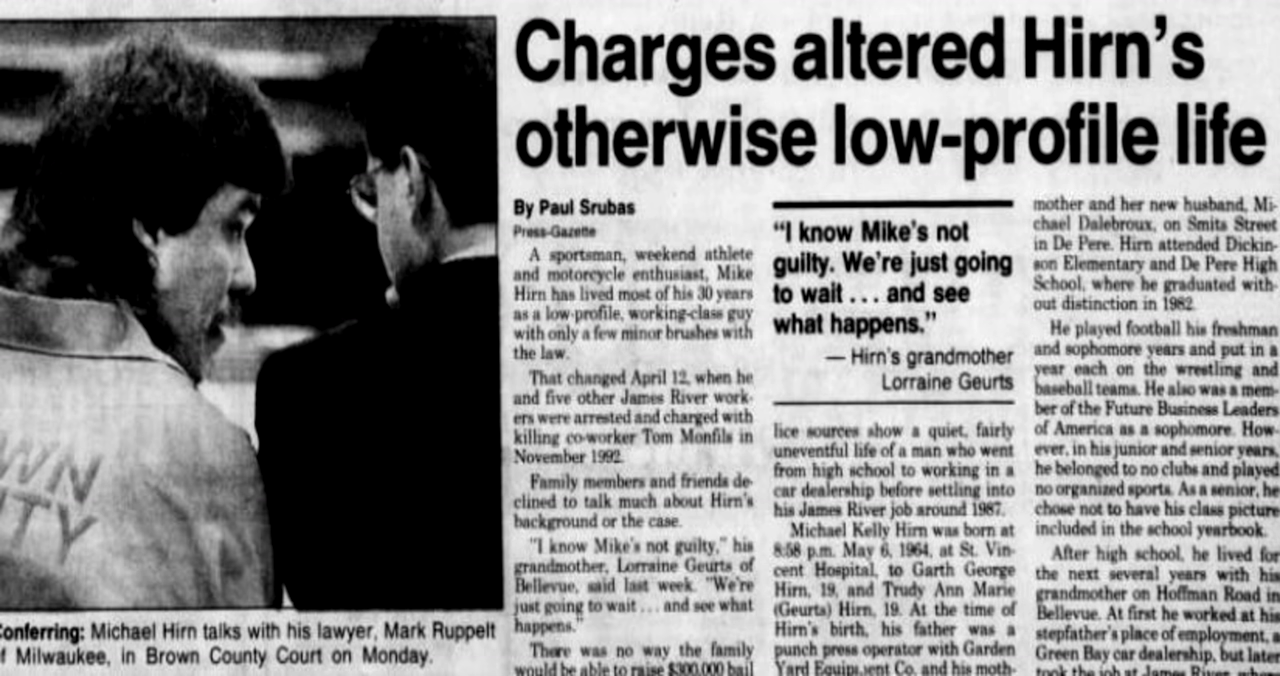 Charges altered Hirn's
otherwise low-profile life
By Paul Srubas
Press-Gazette
A sportsman, weekend athlete
and motorcycle enthusiast, Mike
Hirn has lived most of his 30 years
as a low-profile, working-class guy
with only a few minor brushes with
the law.
That changed April 12, when he
and five other James River work-
ers were arrested and charged with
killing co-worker Tom Monfils in
November 1992.
Family members and friends de-
clined to talk much about Hirn's
background or the case.
"I know Mike's not guilty," his
grandmother, Lorraine Geurts of
Bellevue, said last week. "We're
just going to wait . . . and see what
happens."
There was no way the family
would be able to raise $300,000 bail
"I know Mike's not
guilty. We're just going
to wait . . . and see
what happens."
— Hirn's grandmother
Lorraine Geurts
lice sources show a quiet, fairly
uneventful life of a man who went
from high school to working in a
car dealership before settling into
his James River job around 1987.
Michael Kelly Hirn was born at
8:58 p.m. May 6, 1964, at St. Vin-
cent Hospital, to Garth George
Hirn, 19, and Trudy Ann Marie
(Geurts) Hirn, 19. At the time of
Hirn's birth, his father was a
punch press operator with Garden
Yard Equipment Co. and his moth-
mother and her new husband, Mi-
chael Dalebroux, on Smits Street
in De Pere. Hirn attended Dickin-
son Elementary and De Pere High
School, where he graduated with-
out distinction in 1982.
He played football his freshman
and sophomore years and put in a
year each on the wrestling and
baseball teams. He also was a mem-
ber of the Future Business Leaders
of America as a sophomore. How-
ever, in his junior and senior years,
he belonged to no clubs and played
no organized sports. As a senior, he
chose not to have his class picture
included in the school yearbook.
After high school, he lived for
the next several years with his
grandmother on Hoffman Road in
Bellevue. At first he worked at his
stepfather's place of employment, a
Green Bay car dealership, but later
took the job at James River, where
WN
TY
Conferring: Michael Hirn talks with his lawyer, Mark Ruppelt
of Milwaukee, in Brown County Court on Monday.